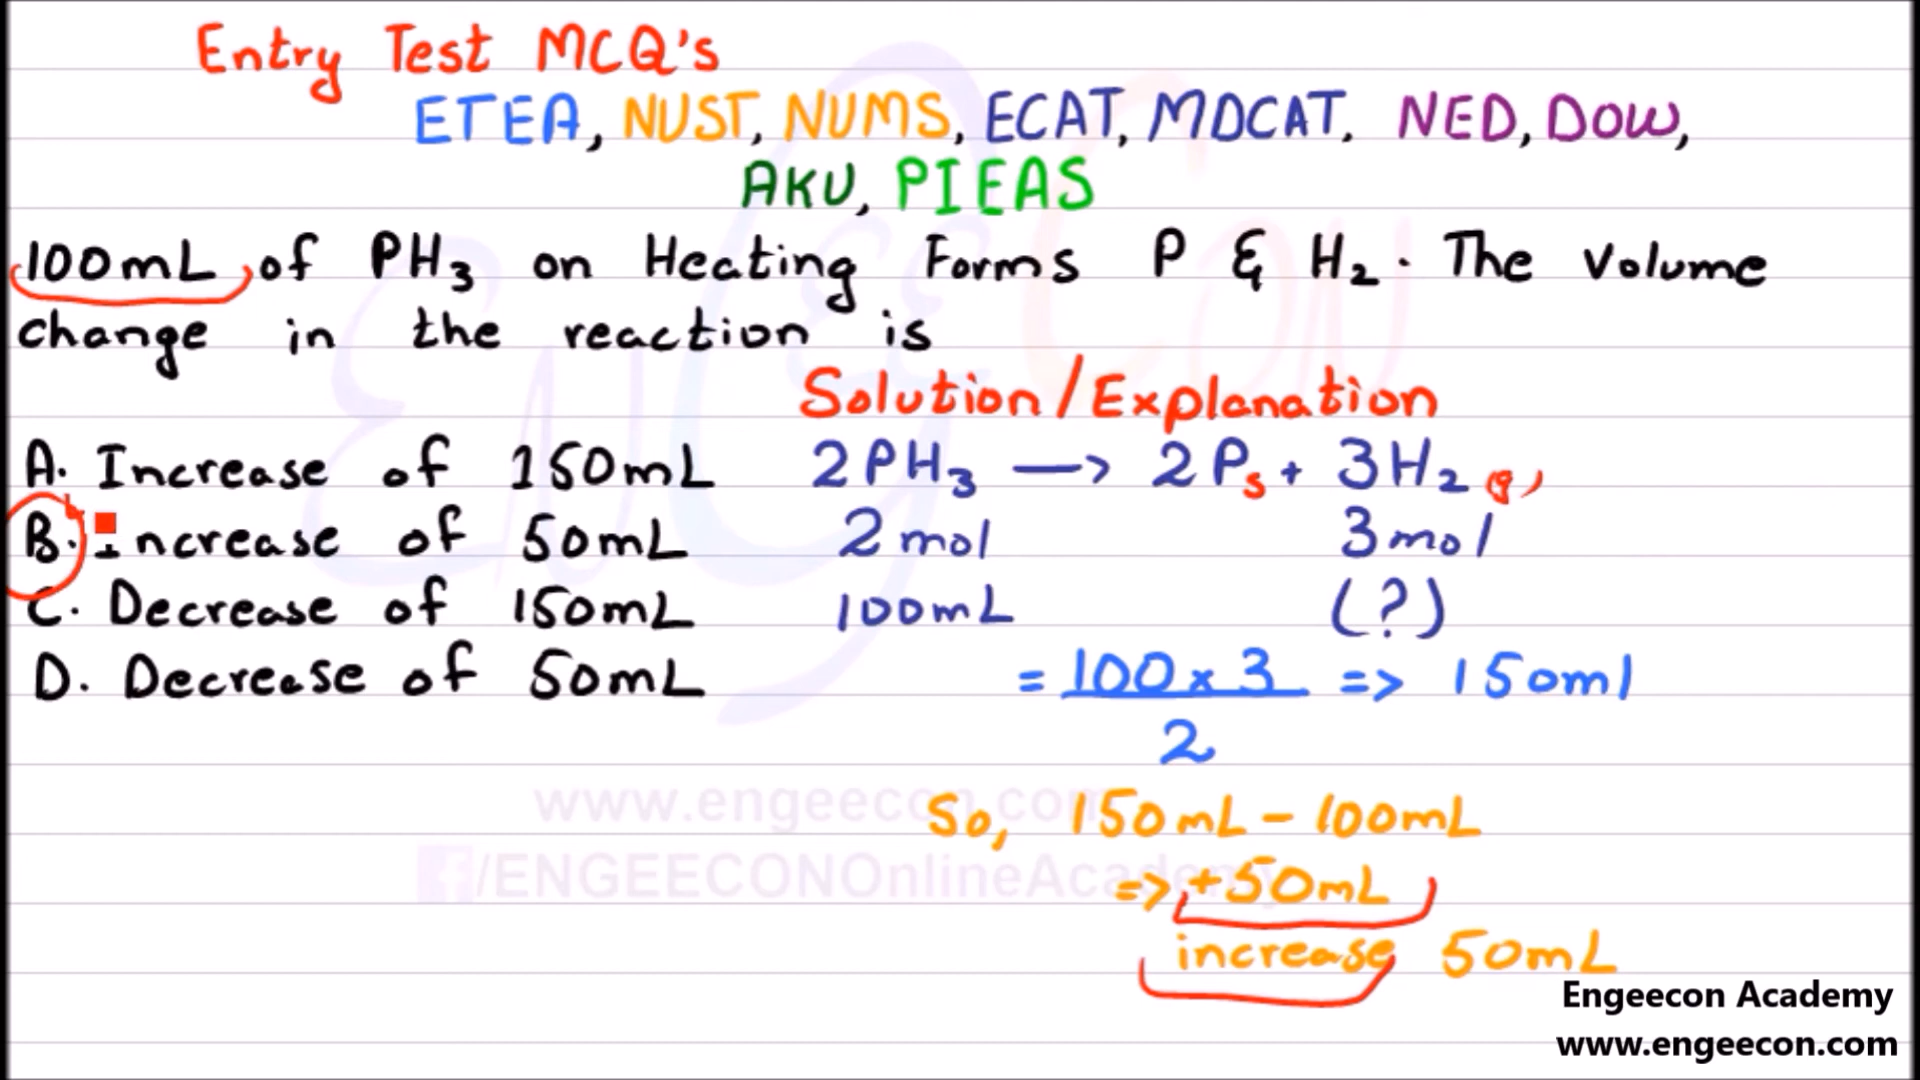 Entry Test MCQ's
ETEA, NUST, NUMS, ECAT, MDCAT. NED, DOW,
AKU, PIEAS
100mL of PH3 on Heating Forms P & H2. The Volume
change in the reaction is
Solution/Explanation
A. Increase of 150mL
B. Increase of 50mL
C. Decrease of 150mL
D. Decrease of 50mL
2PH3 —> 2Ps + 3H2 g)
2 mol 3 mol
100mL (?)
= 100 x 3 => 150ml
2
So, 150mL - 100mL
=> +50mL
increase 50mL
EnGeeCon
www.engeecon.com
f/ENGEECONOnlineAcademy
Engeecon Academy
www.engeecon.com